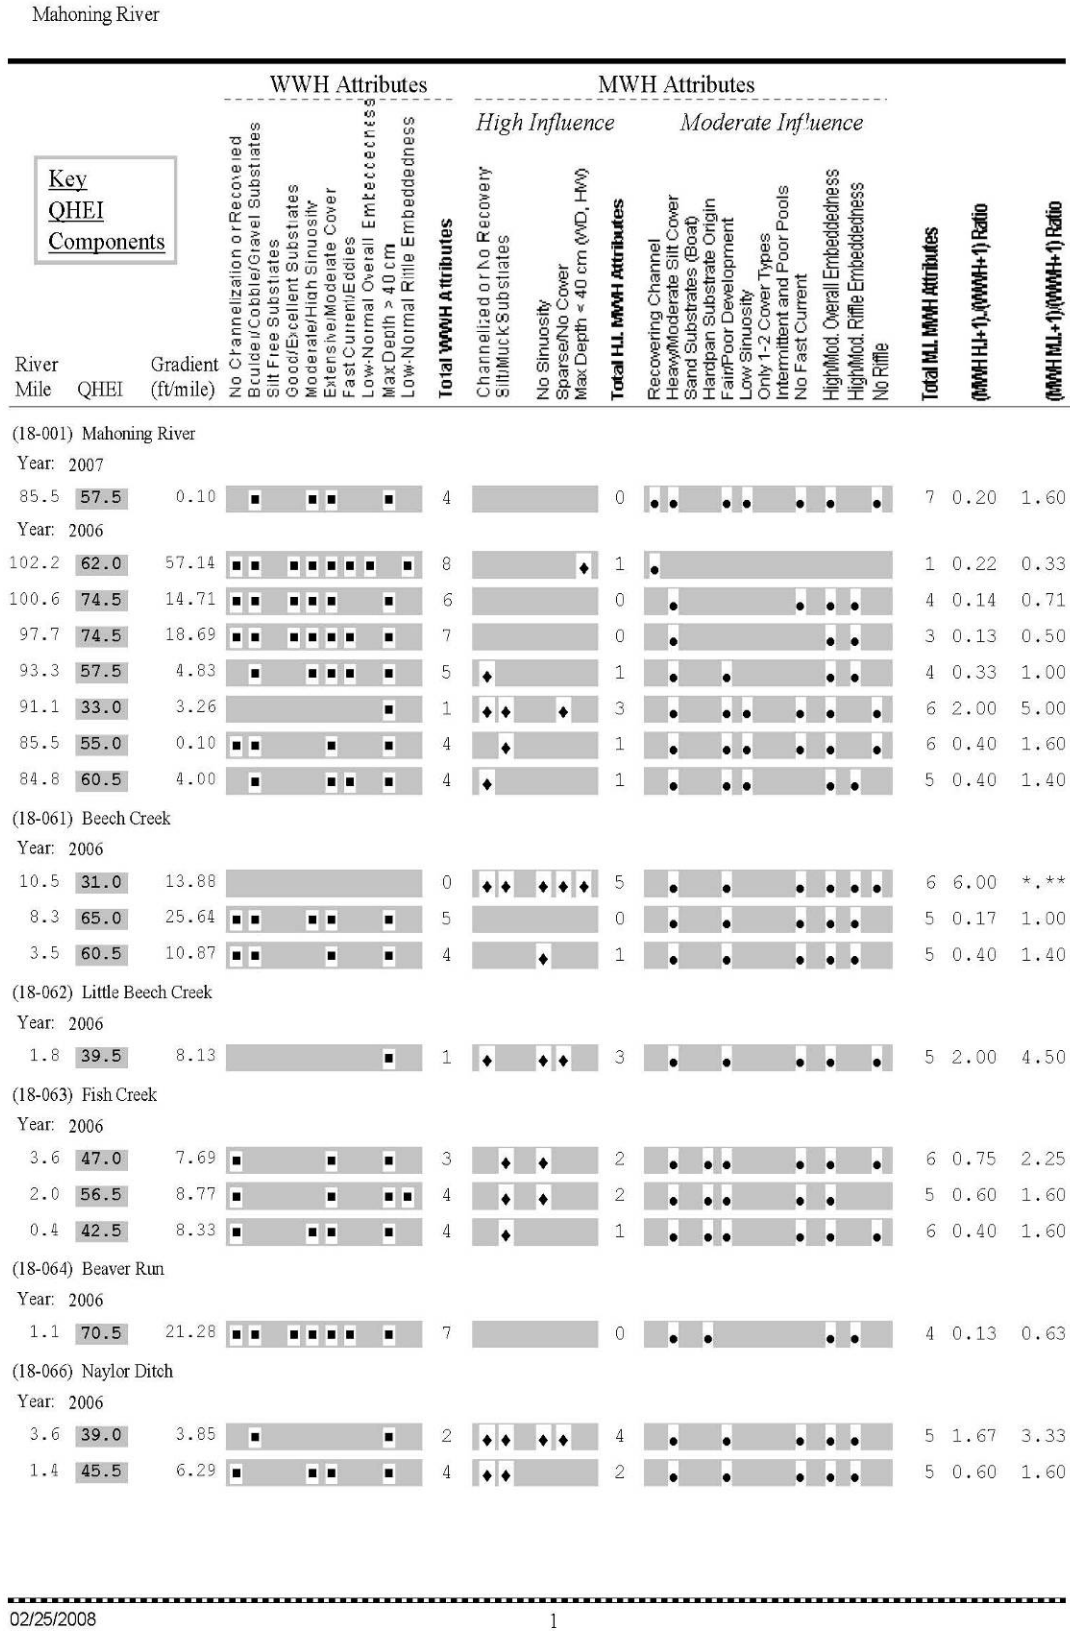 Mahoning River
WWH Attributes
MWH Attributes
High Influence
Moderate Influence
Key
QHEI
Components
River Mile
QHEI
Gradient (ft/mile)
No Channelization or Recovered
Boulder/Cobble/Gravel Substrates
Silt Free Substrates
Good/Excellent Substrates
Moderate/High Sinuosity
Extensive/Moderate Cover
Fast Current/Eddies
Low-Normal Overall Embeddedness
Max Depth > 40 cm
Low-Normal Riffle Embeddedness
Total WWH Attributes
Channelized or No Recovery
Silt/Muck Substrates
No Sinuosity
Sparse/No Cover
Max Depth < 40 cm (WD, HW)
Total H.I. MWH Attributes
Recovering Channel
Heavy/Moderate Silt Cover
Sand Substrates (Boat)
Hardpan Substrate Origin
Fair/Poor Development
Low Sinuosity
Only 1-2 Cover Types
Intermittent and Poor Pools
No Fast Current
High/Mod. Overall Embeddedness
High/Mod. Riffle Embeddedness
No Riffle
Total M.I. MWH Attributes
(MWH H.I.+1)/(WWH+1) Ratio
(MWH M.I.+1)/(WWH+1) Ratio
(18-001) Mahoning River
Year: 2007
85.5 57.5 0.10 4 0 7 0.20 1.60
Year: 2006
102.2 62.0 57.14 8 1 1 0.22 0.33
100.6 74.5 14.71 6 0 4 0.14 0.71
97.7 74.5 18.69 7 0 3 0.13 0.50
93.3 57.5 4.83 5 1 4 0.33 1.00
91.1 33.0 3.26 1 3 6 2.00 5.00
85.5 55.0 0.10 4 1 6 0.40 1.60
84.8 60.5 4.00 4 1 5 0.40 1.40
(18-061) Beech Creek
Year: 2006
10.5 31.0 13.88 0 5 6 6.00 *.**
8.3 65.0 25.64 5 0 5 0.17 1.00
3.5 60.5 10.87 4 1 5 0.40 1.40
(18-062) Little Beech Creek
Year: 2006
1.8 39.5 8.13 1 3 5 2.00 4.50
(18-063) Fish Creek
Year: 2006
3.6 47.0 7.69 3 2 6 0.75 2.25
2.0 56.5 8.77 4 2 5 0.60 1.60
0.4 42.5 8.33 4 1 6 0.40 1.60
(18-064) Beaver Run
Year: 2006
1.1 70.5 21.28 7 0 4 0.13 0.63
(18-066) Naylor Ditch
Year: 2006
3.6 39.0 3.85 2 4 5 1.67 3.33
1.4 45.5 6.29 4 2 5 0.60 1.60
02/25/2008
1